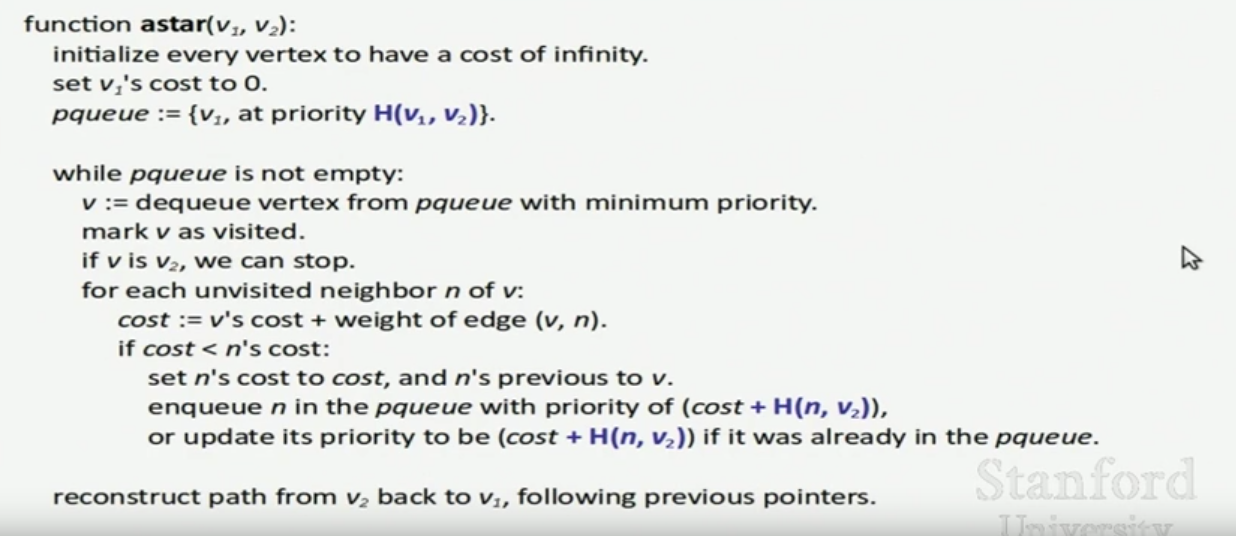 function astar(v₁, v₂):
initialize every vertex to have a cost of infinity.
set v₁'s cost to 0.
pqueue := {v₁, at priority H(v₁, v₂)}.
while pqueue is not empty:
v := dequeue vertex from pqueue with minimum priority.
mark v as visited.
if v is v₂, we can stop.
for each unvisited neighbor n of v:
cost := v's cost + weight of edge (v, n).
if cost < n's cost:
set n's cost to cost, and n's previous to v.
enqueue n in the pqueue with priority of (cost + H(n, v₂)),
or update its priority to be (cost + H(n, v₂)) if it was already in the pqueue.
reconstruct path from v₂ back to v₁, following previous pointers.
Stanford
University